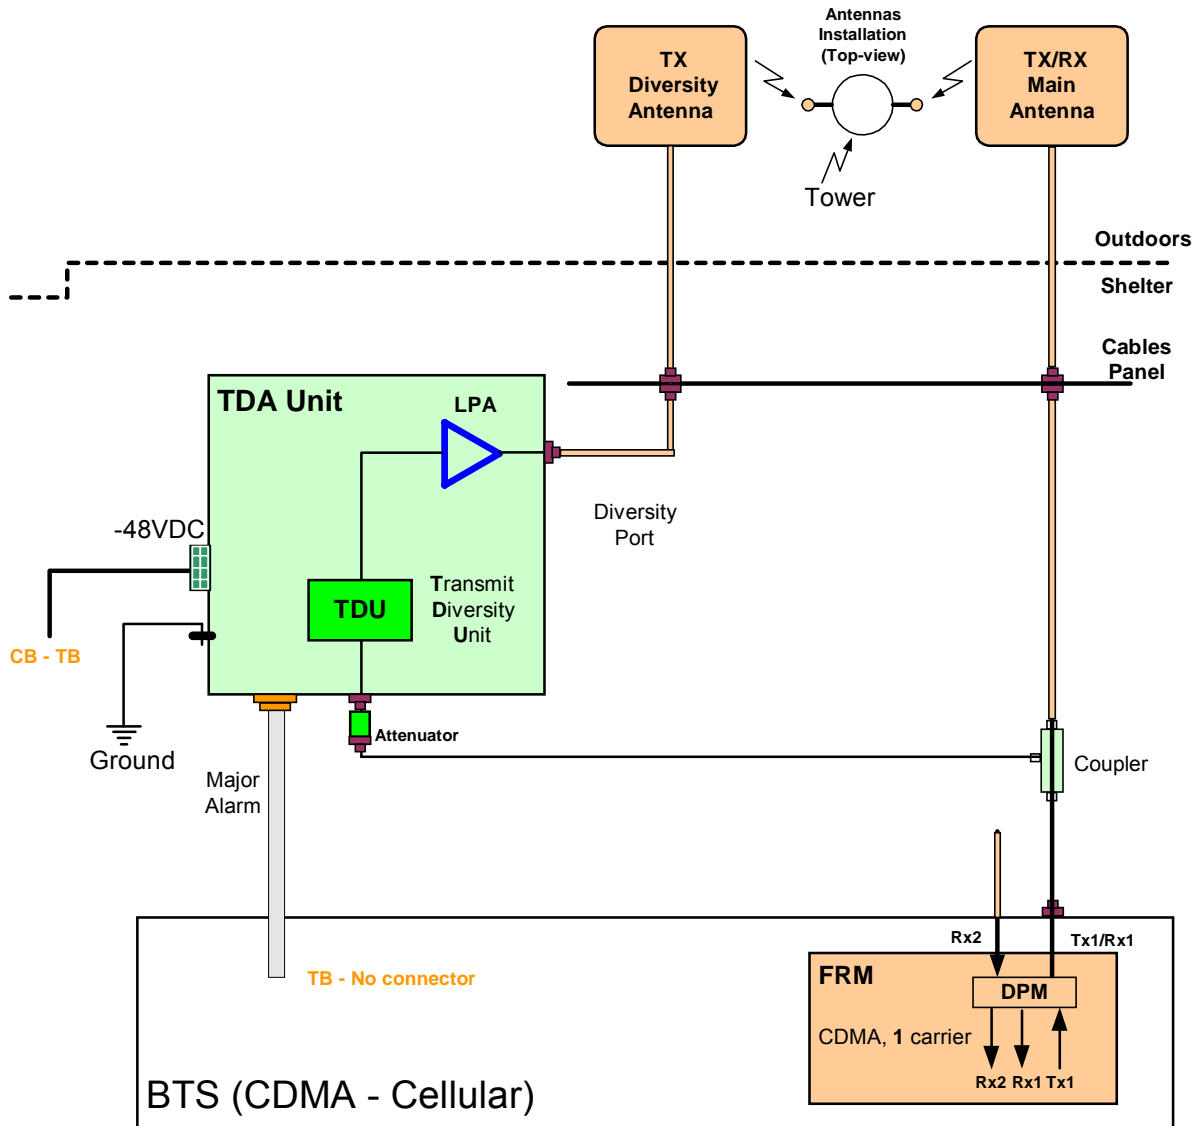 Antennas
Installation
(Top-view)
TX
Diversity
Antenna
TX/RX
Main
Antenna
Tower
Outdoors
Shelter
Cables
Panel
TDA Unit
LPA
-48VDC
Diversity
Port
TDU
Transmit
Diversity
Unit
CB - TB
Ground
Attenuator
Major
Alarm
Coupler
Rx2
Tx1/Rx1
TB - No connector
FRM
DPM
CDMA, 1 carrier
Rx2 Rx1 Tx1
BTS (CDMA - Cellular)